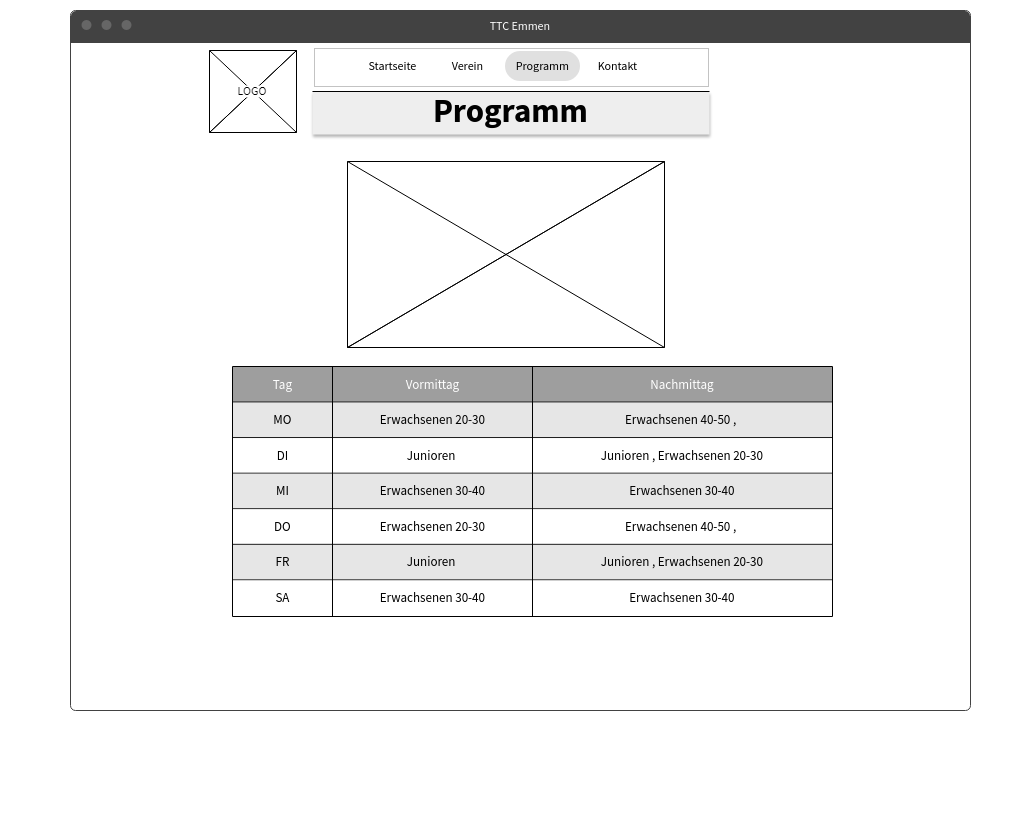 TTC Emmen
LOGO
Startseite Verein Programm Kontakt
Programm
Tag Vormittag Nachmittag
MO Erwachsenen 20-30 Erwachsenen 40-50 ,
DI Junioren Junioren , Erwachsenen 20-30
MI Erwachsenen 30-40 Erwachsenen 30-40
DO Erwachsenen 20-30 Erwachsenen 40-50 ,
FR Junioren Junioren , Erwachsenen 20-30
SA Erwachsenen 30-40 Erwachsenen 30-40